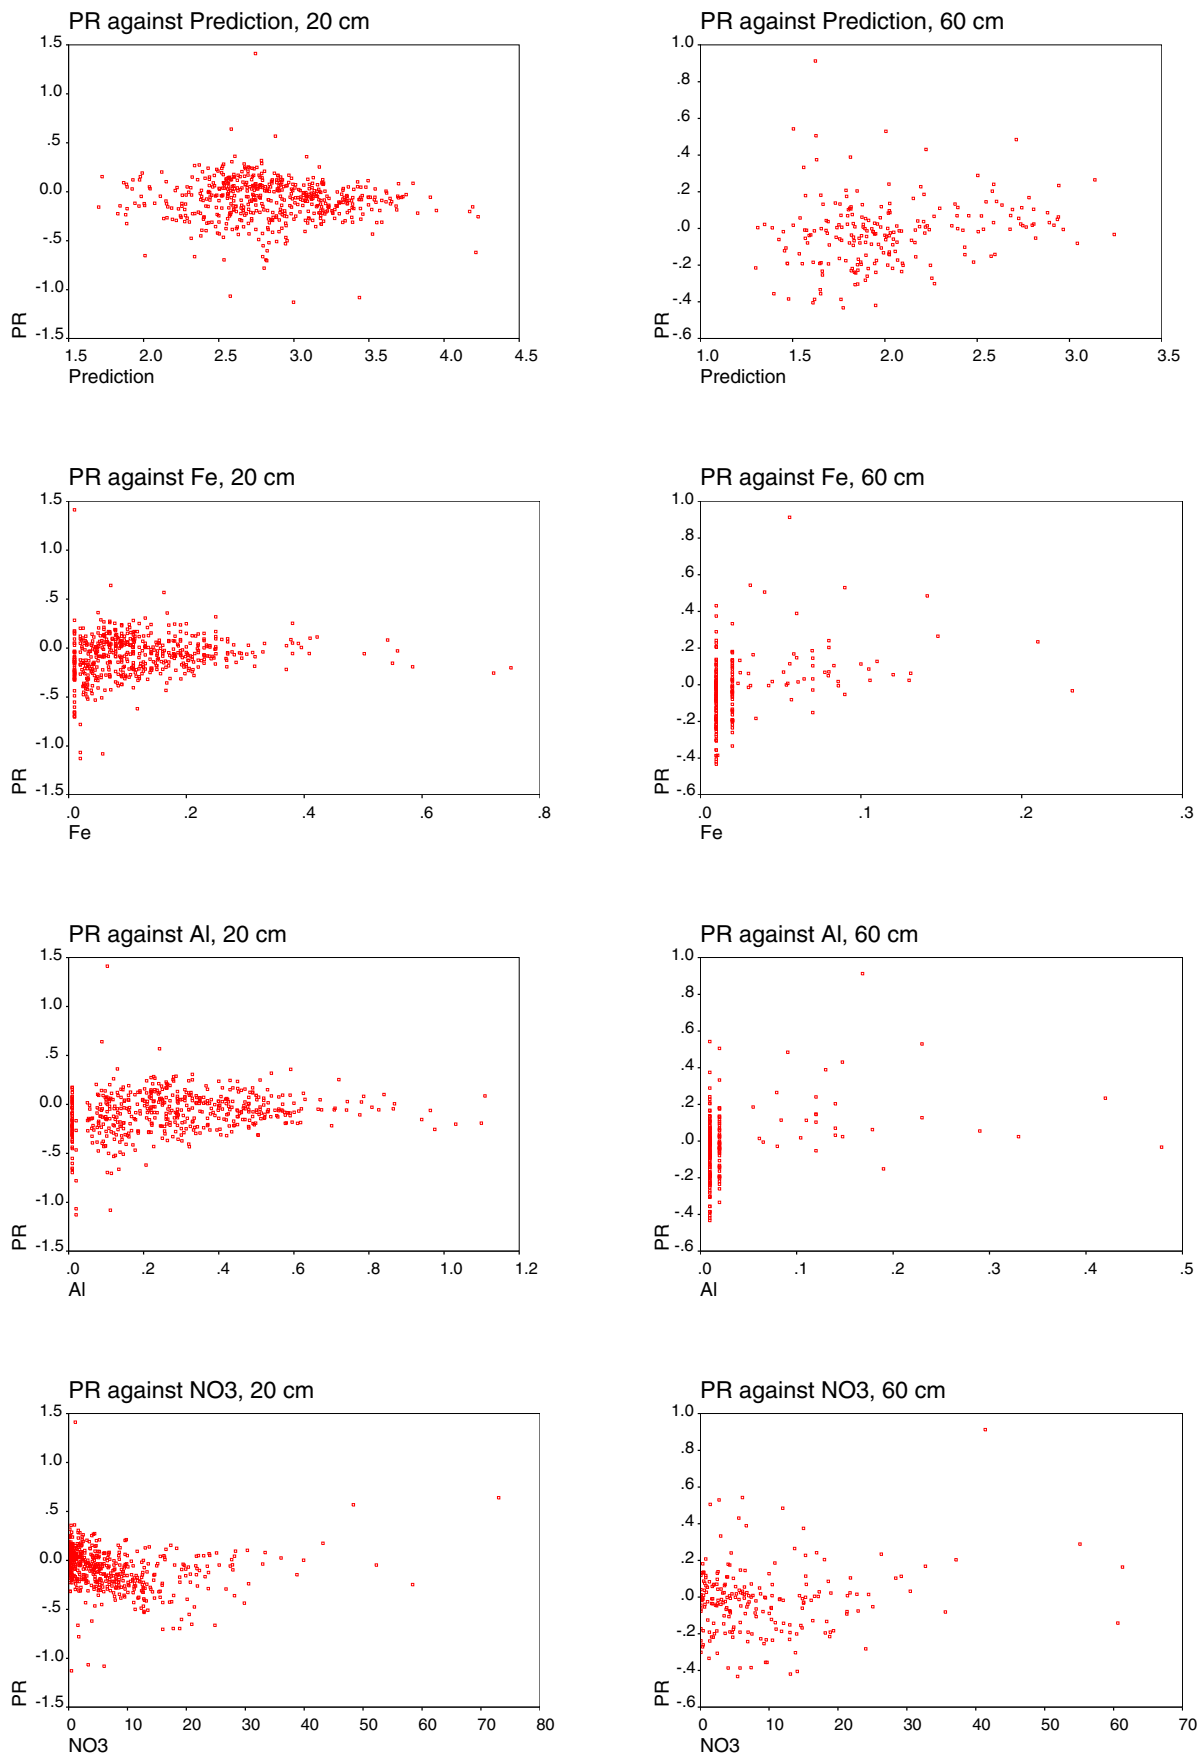 PR against Prediction, 20 cm
1.5
1.0
.5
0.0
-.5
-1.0
-1.5
PR
1.5 2.0 2.5 3.0 3.5 4.0 4.5
Prediction
PR against Prediction, 60 cm
1.0
.8
.6
.4
.2
.0
-.2
-.4
-.6
PR
1.0 1.5 2.0 2.5 3.0 3.5
Prediction
PR against Fe, 20 cm
1.5
1.0
.5
0.0
-.5
-1.0
-1.5
PR
.0 .2 .4 .6 .8
Fe
PR against Fe, 60 cm
1.0
.8
.6
.4
.2
.0
-.2
-.4
-.6
PR
.0 .1 .2 .3
Fe
PR against Al, 20 cm
1.5
1.0
.5
0.0
-.5
-1.0
-1.5
PR
.0 .2 .4 .6 .8 1.0 1.2
Al
PR against Al, 60 cm
1.0
.8
.6
.4
.2
.0
-.2
-.4
-.6
PR
.0 .1 .2 .3 .4 .5
Al
PR against NO3, 20 cm
1.5
1.0
.5
0.0
-.5
-1.0
-1.5
PR
0 10 20 30 40 50 60 70 80
NO3
PR against NO3, 60 cm
1.0
.8
.6
.4
.2
.0
-.2
-.4
-.6
PR
0 10 20 30 40 50 60 70
NO3